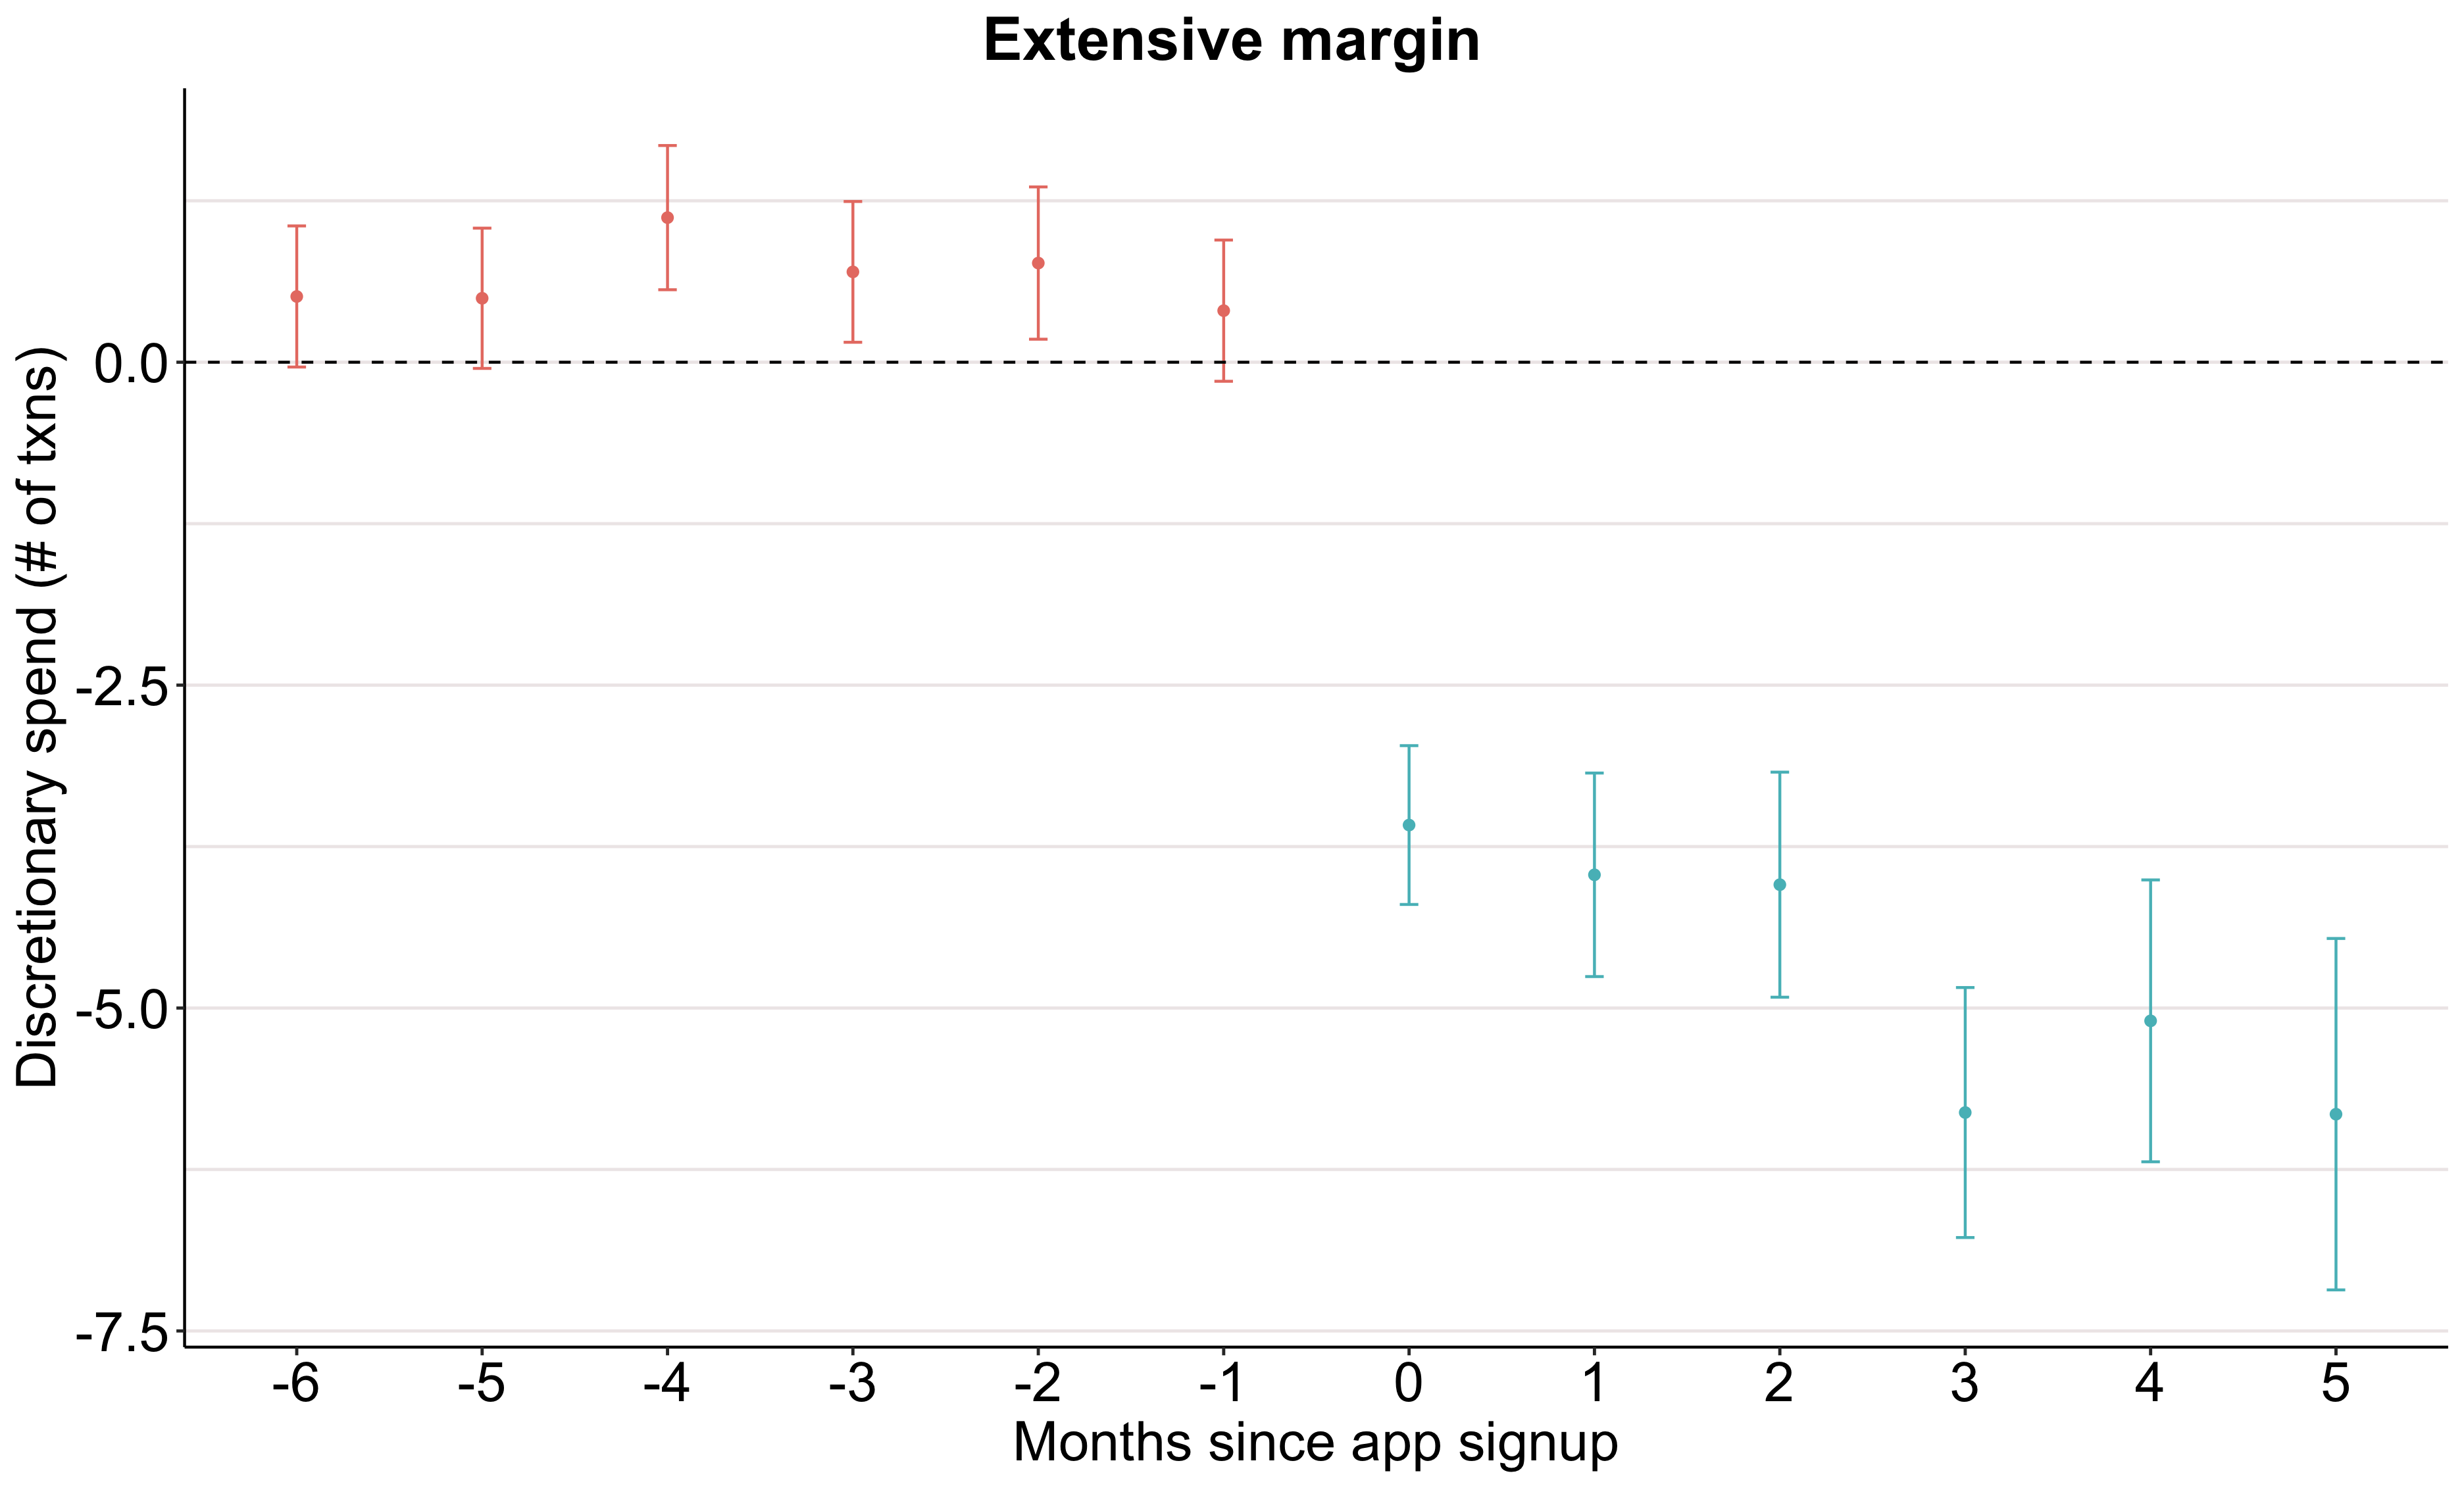 Extensive margin
Discretionary spend (# of txns)
0.0
-2.5
-5.0
-7.5
-6 -5 -4 -3 -2 -1 0 1 2 3 4 5
Months since app signup